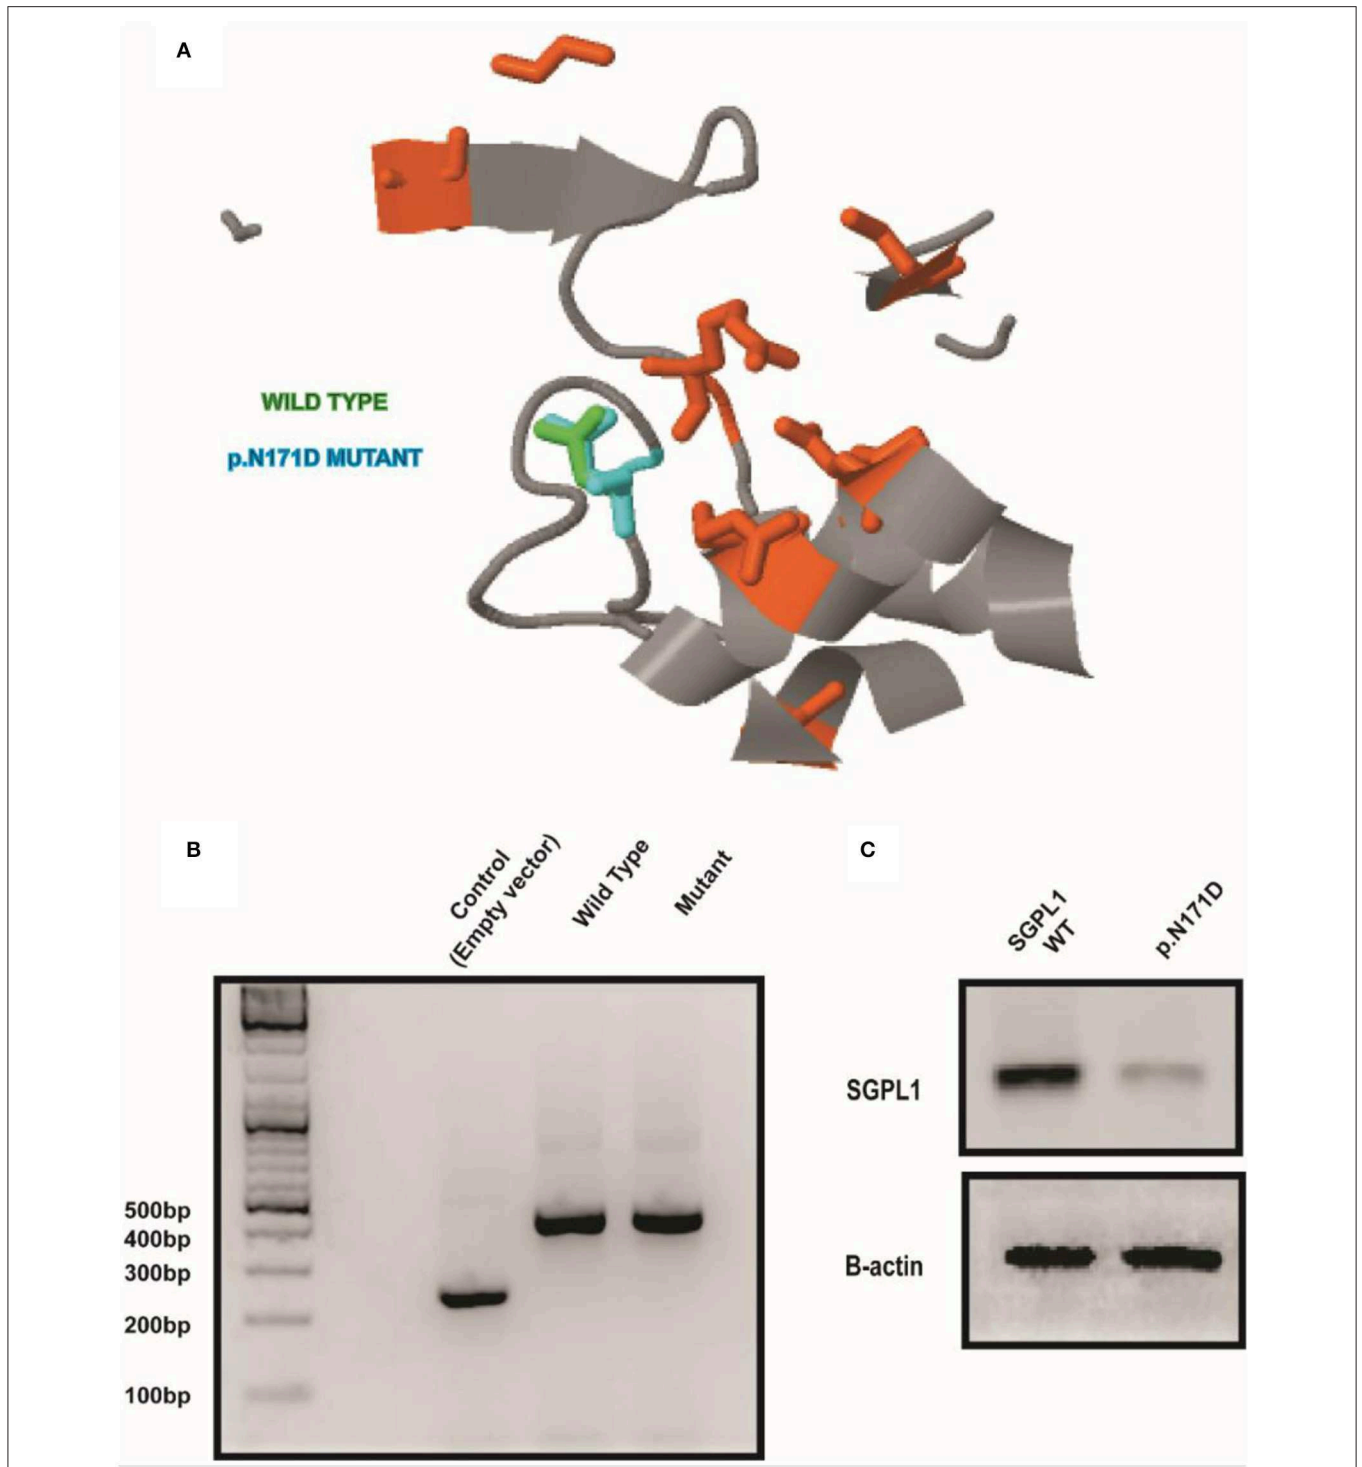 A
WILD TYPE
p.N171D MUTANT
B
Control
(Empty vector)
Wild Type
Mutant
500bp
400bp
300bp
200bp
100bp
C
SGPL1
WT
p.N171D
SGPL1
B-actin